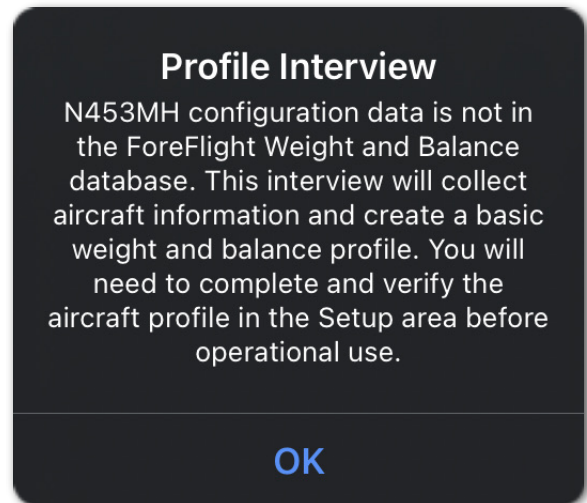 Profile Interview
N453MH configuration data is not in
the ForeFlight Weight and Balance
database. This interview will collect
aircraft information and create a basic
weight and balance profile. You will
need to complete and verify the
aircraft profile in the Setup area before
operational use.
OK